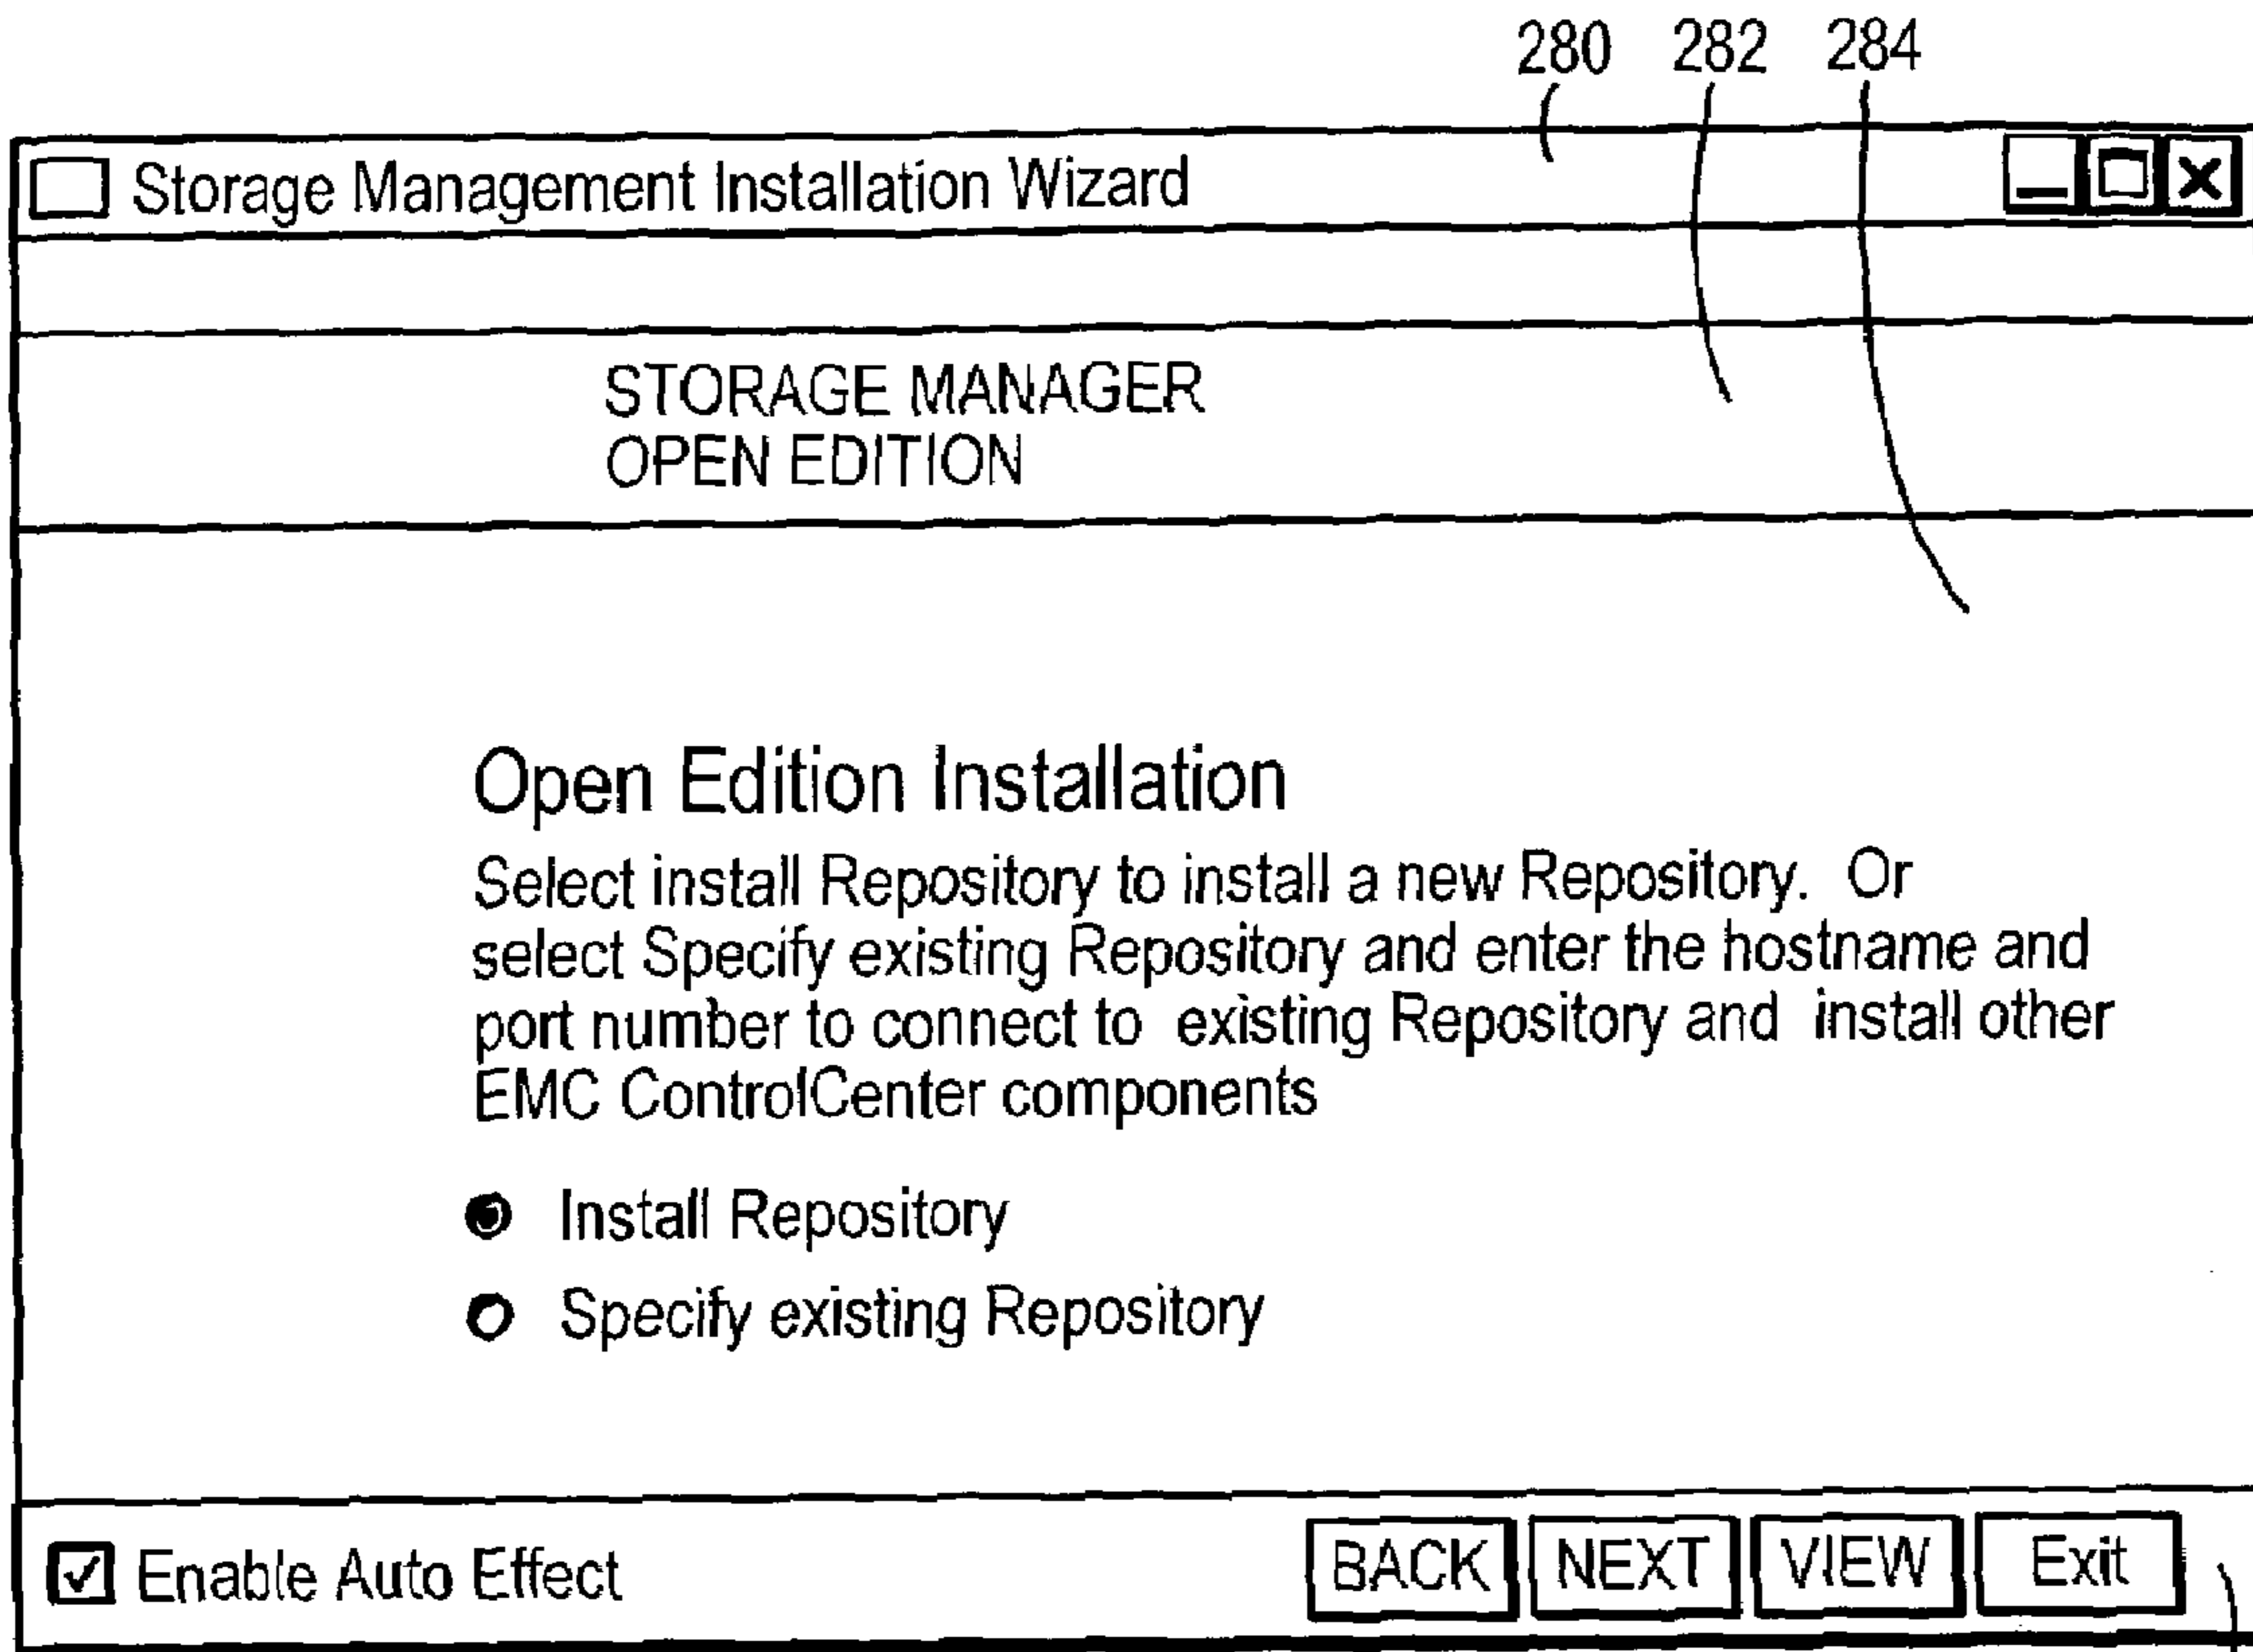 280 282 284
Storage Management Installation Wizard
STORAGE MANAGER
OPEN EDITION
Open Edition Installation
Select install Repository to install a new Repository. Or
select Specify existing Repository and enter the hostname and
port number to connect to existing Repository and install other
EMC ControlCenter components
Install Repository
Specify existing Repository
Enable Auto Effect BACK NEXT VIEW Exit